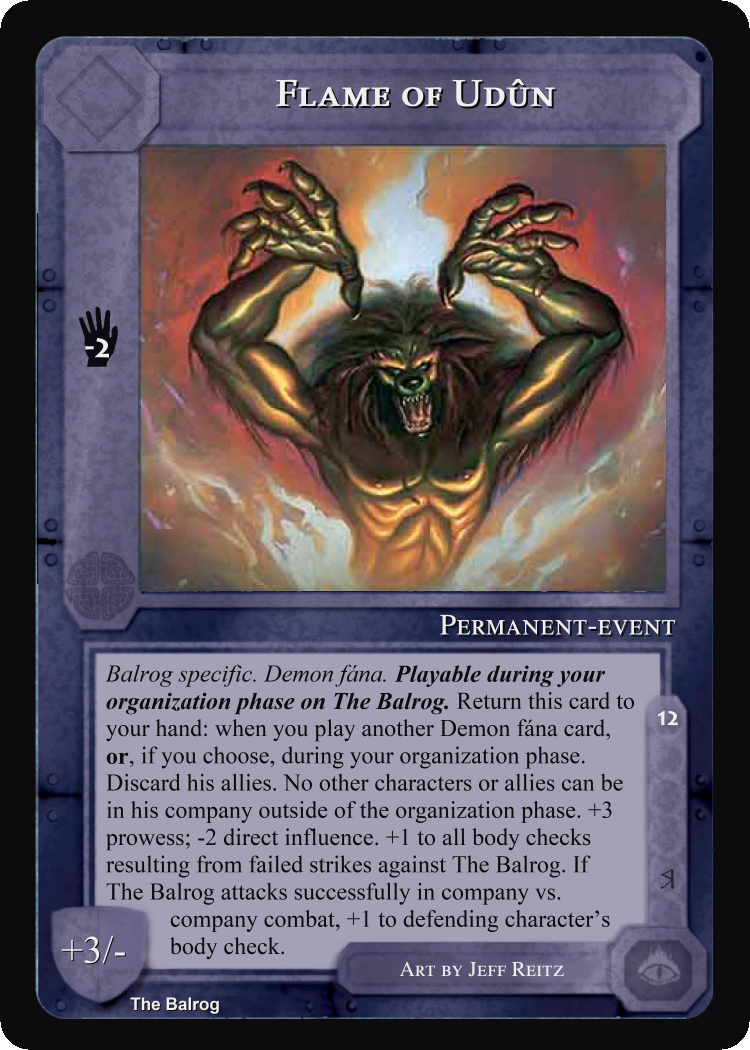 Flame of Udûn
-2
Permanent-event
Balrog specific. Demon fána. Playable during your
organization phase on The Balrog. Return this card to
your hand: when you play another Demon fána card,
or, if you choose, during your organization phase.
Discard his allies. No other characters or allies can be
in his company outside of the organization phase. +3
prowess; -2 direct influence. +1 to all body checks
resulting from failed strikes against The Balrog. If
The Balrog attacks successfully in company vs.
company combat, +1 to defending character's
body check.
12
+3/-
Art by Jeff Reitz
The Balrog